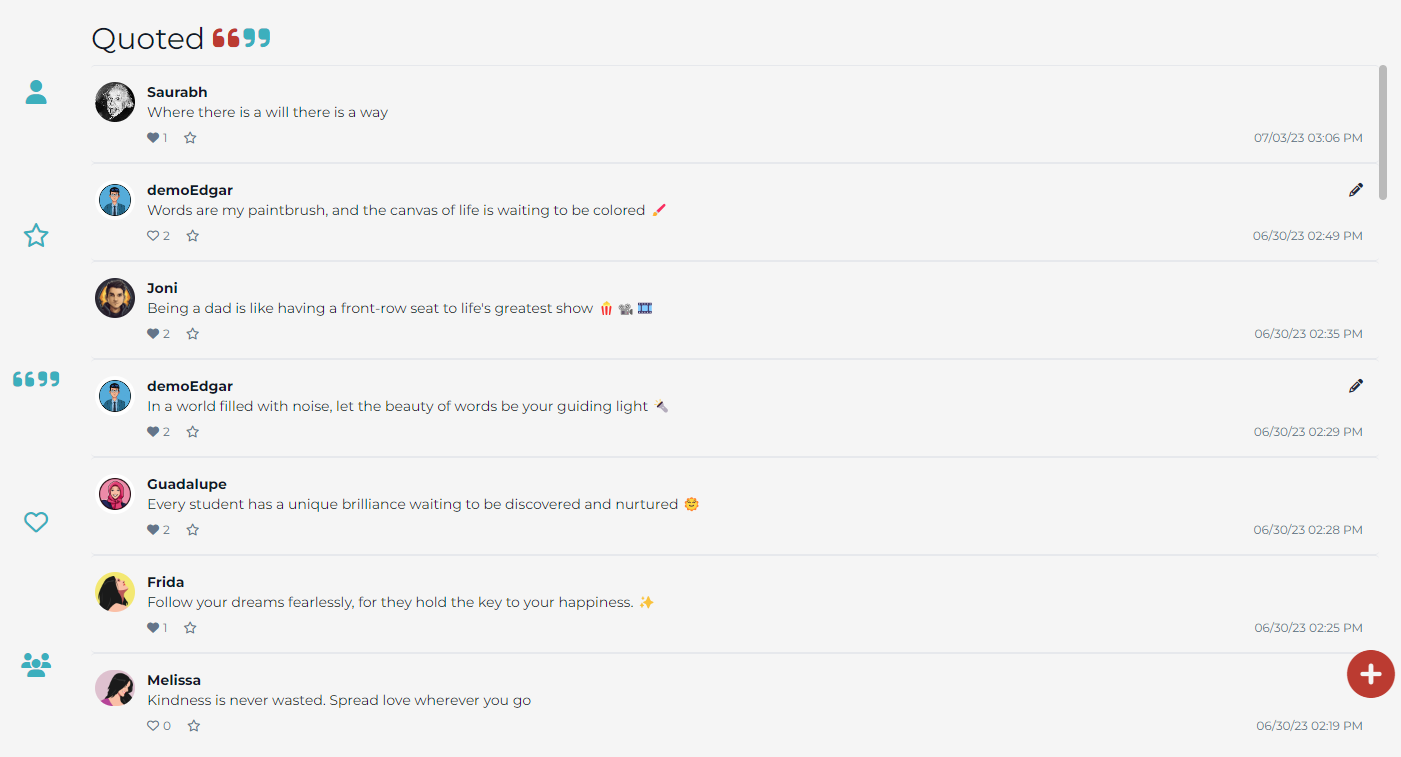 Quoted
Saurabh
Where there is a will there is a way
1
07/03/23 03:06 PM
demoEdgar
Words are my paintbrush, and the canvas of life is waiting to be colored 🖌️
2
06/30/23 02:49 PM
Joni
Being a dad is like having a front-row seat to life's greatest show 🍿 📽️ 🎞️
2
06/30/23 02:35 PM
demoEdgar
In a world filled with noise, let the beauty of words be your guiding light 🔦
2
06/30/23 02:29 PM
Guadalupe
Every student has a unique brilliance waiting to be discovered and nurtured 🌞
2
06/30/23 02:28 PM
Frida
Follow your dreams fearlessly, for they hold the key to your happiness. ✨
1
06/30/23 02:25 PM
Melissa
Kindness is never wasted. Spread love wherever you go
0
06/30/23 02:19 PM